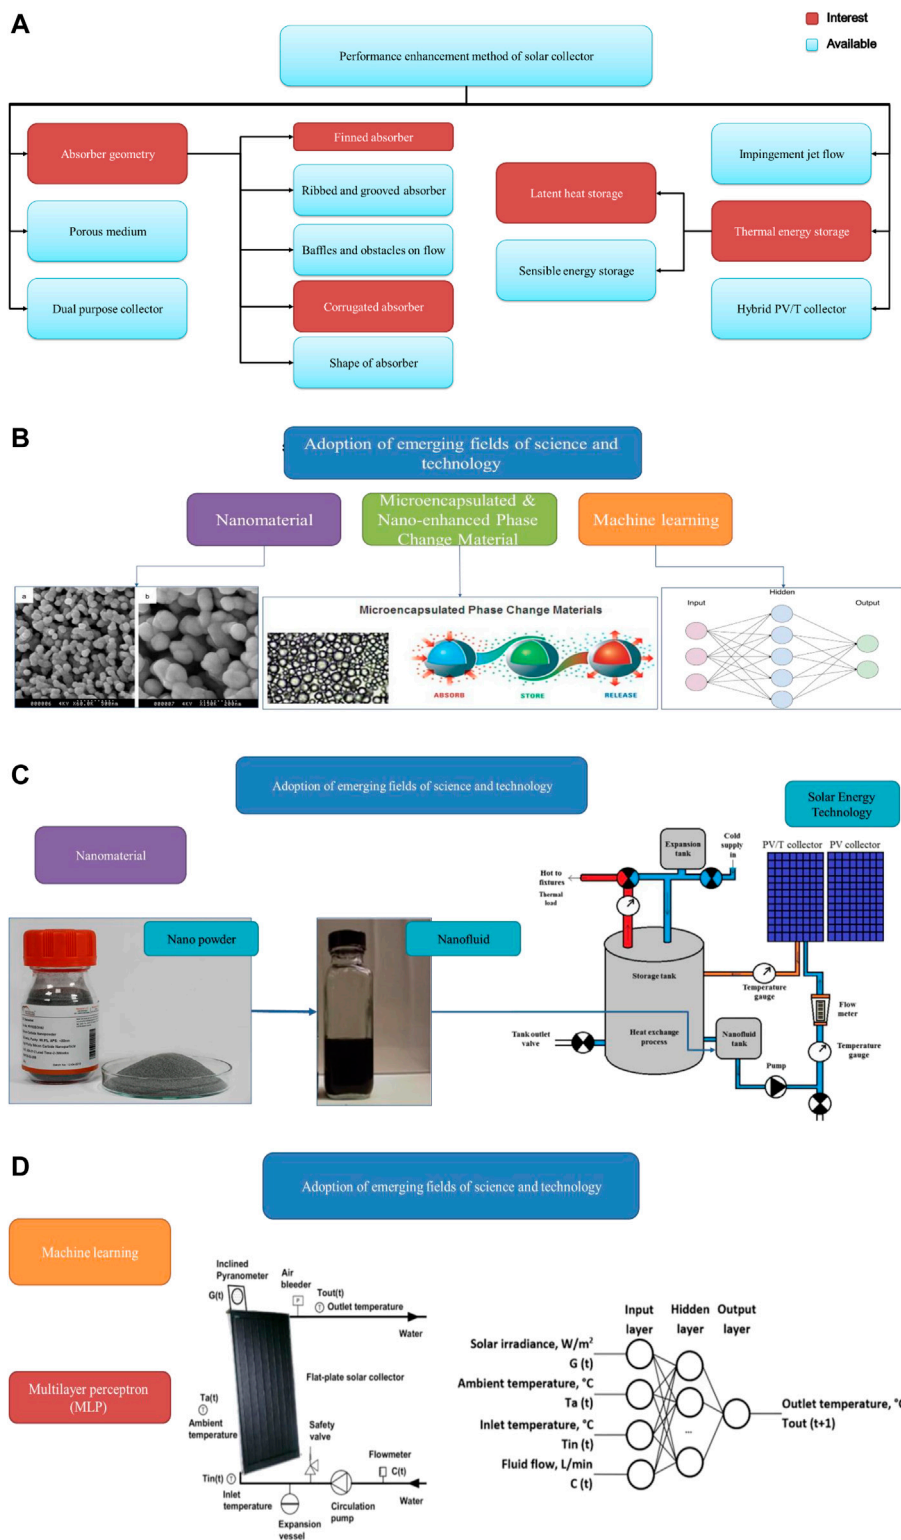 A
Interest
Available
Performance enhancement method of solar collector
Absorber geometry
Porous medium
Dual purpose collector
Finned absorber
Ribbed and grooved absorber
Baffles and obstacles on flow
Corrugated absorber
Shape of absorber
Latent heat storage
Sensible energy storage
Impingement jet flow
Thermal energy storage
Hybrid PV/T collector
B
Adoption of emerging fields of science and
technology
Nanomaterial
Microencapsulated &
Nano-enhanced Phase
Change Material
Machine learning
a
b
000006 4KV X60.0K 500nm
000007 4KV X150K 200nm
Microencapsulated Phase Change Materials
ABSORB
STORE
RELEASE
Input
Hidden
Output
C
Adoption of emerging fields of science and technology
Nanomaterial
Nano powder
Nanofluid
Solar Energy
Technology
PV/T collector
PV collector
Expansion
tank
Cold
supply
in
Hot to
fixtures
Thermal
load
Storage tank
Heat exchange
process
Tank outlet
valve
Temperature
gauge
Flow
meter
Nanofluid
tank
Temperature
gauge
Pump
D
Adoption of emerging fields of science and technology
Machine learning
Multilayer perceptron
(MLP)
Inclined
Pyranometer
G(t)
Air
bleeder
P
Tout(t)
T Outlet temperature
Water
Flat-plate solar collector
Ta(t)
T
Ambient
temperature
Safety
valve
Flowmeter
C(t)
Tin(t) T
Inlet
temperature
Water
Expansion
vessel
Circulation
pump
Input
layer
Hidden
layer
Output
layer
Solar irradiance, W/m²
G (t)
Ambient temperature, °C
Ta (t)
Inlet temperature, °C
Tin (t)
Fluid flow, L/min
C (t)
...
Outlet temperature, °C
Tout (t+1)